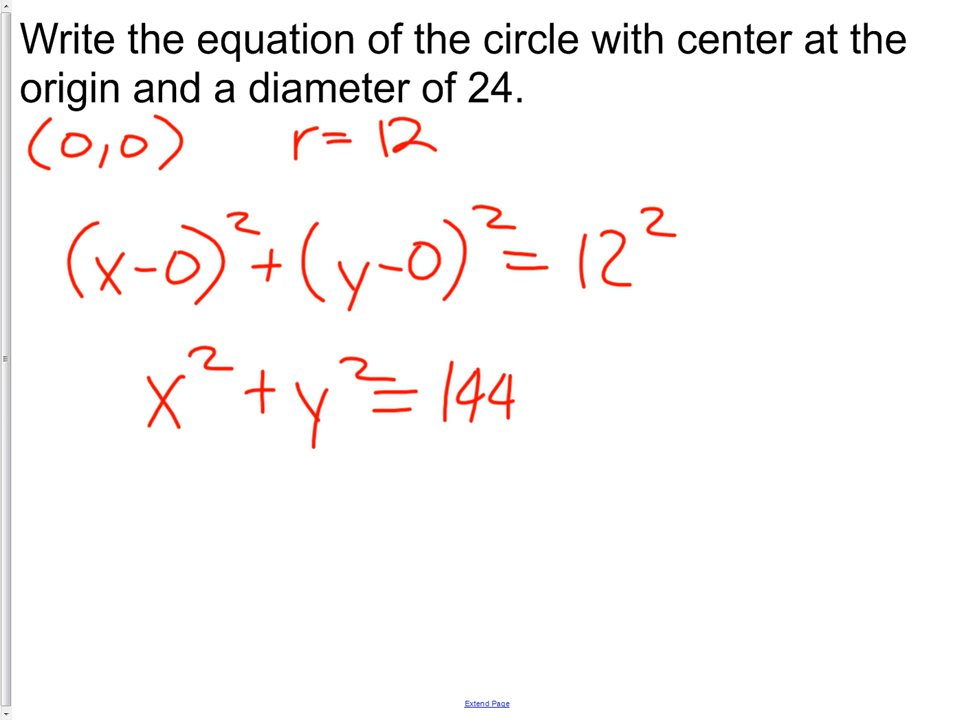 Write the equation of the circle with center at the
origin and a diameter of 24.
(0,0) r = 12
(x-0)² + (y-0)² = 12²
x² + y² = 144
Extend Page